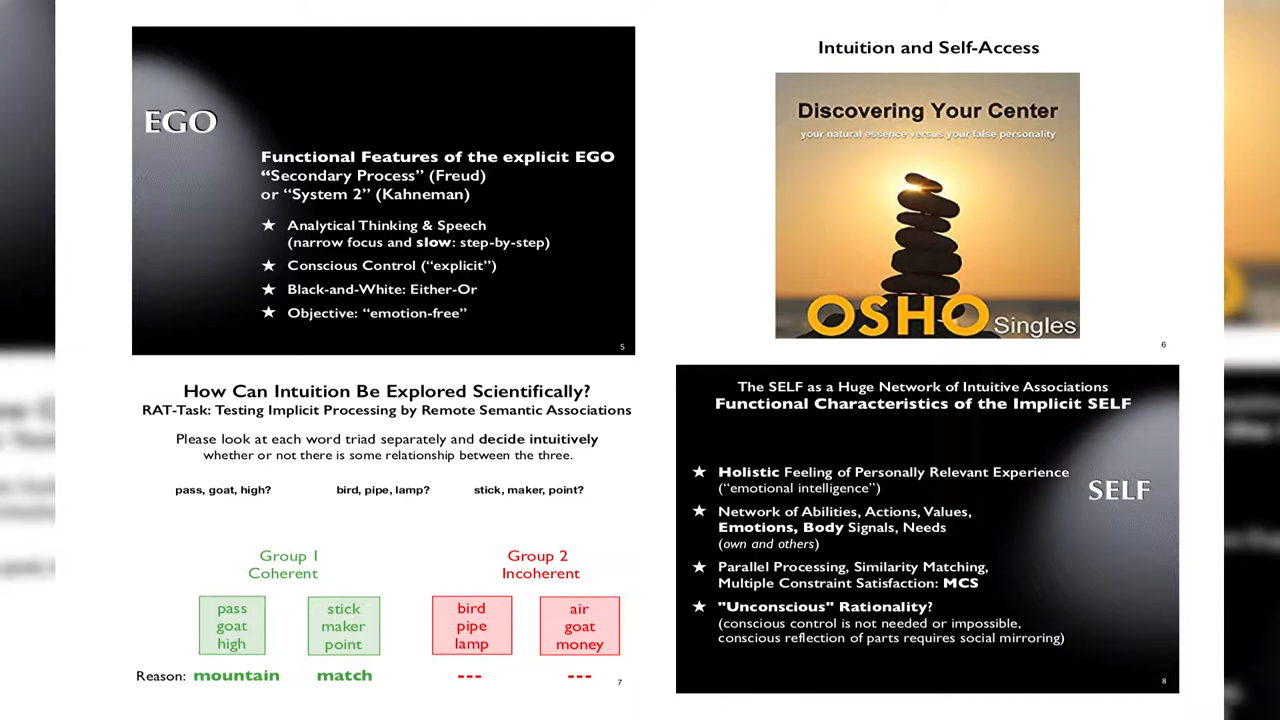 EGO
Functional Features of the explicit EGO
“Secondary Process” (Freud)
or “System 2” (Kahneman)
★ Analytical Thinking & Speech
(narrow focus and slow: step-by-step)
★ Conscious Control (“explicit”)
★ Black-and-White: Either-Or
★ Objective: “emotion-free”
5
Intuition and Self-Access
Discovering Your Center
your natural essence versus your false personality
OSHO Singles
6
How Can Intuition Be Explored Scientifically?
RAT-Task: Testing Implicit Processing by Remote Semantic Associations
Please look at each word triad separately and decide intuitively
whether or not there is some relationship between the three.
pass, goat, high? bird, pipe, lamp? stick, maker, point?
Group 1 Group 2
Coherent Incoherent
pass stick bird air
goat maker pipe goat
high point lamp money
Reason: mountain match --- ---
7
The SELF as a Huge Network of Intuitive Associations
Functional Characteristics of the Implicit SELF
SELF
★ Holistic Feeling of Personally Relevant Experience
(“emotional intelligence”)
★ Network of Abilities, Actions, Values,
Emotions, Body Signals, Needs
(own and others)
★ Parallel Processing, Similarity Matching,
Multiple Constraint Satisfaction: MCS
★ "Unconscious" Rationality?
(conscious control is not needed or impossible,
conscious reflection of parts requires social mirroring)
8